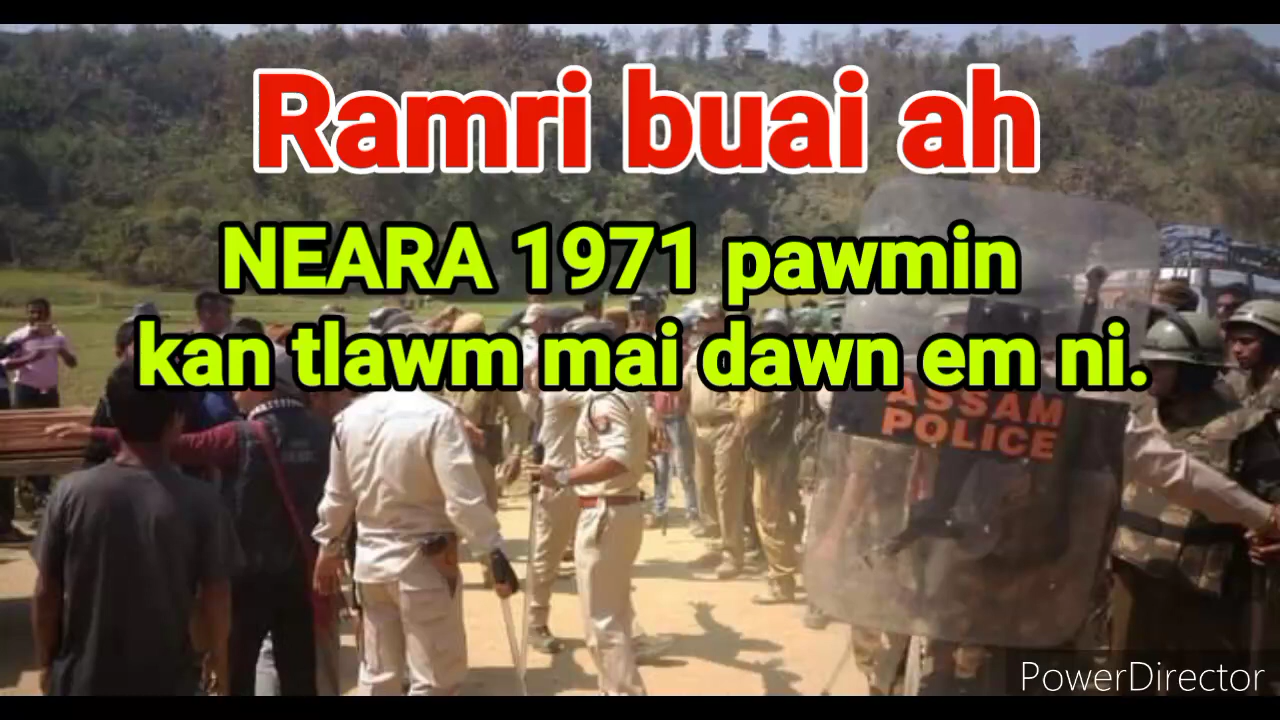 Ramri buai ah
NEARA 1971 pawmin
kan tlawm mai dawn em ni.
ASSAM
POLICE
PowerDirector